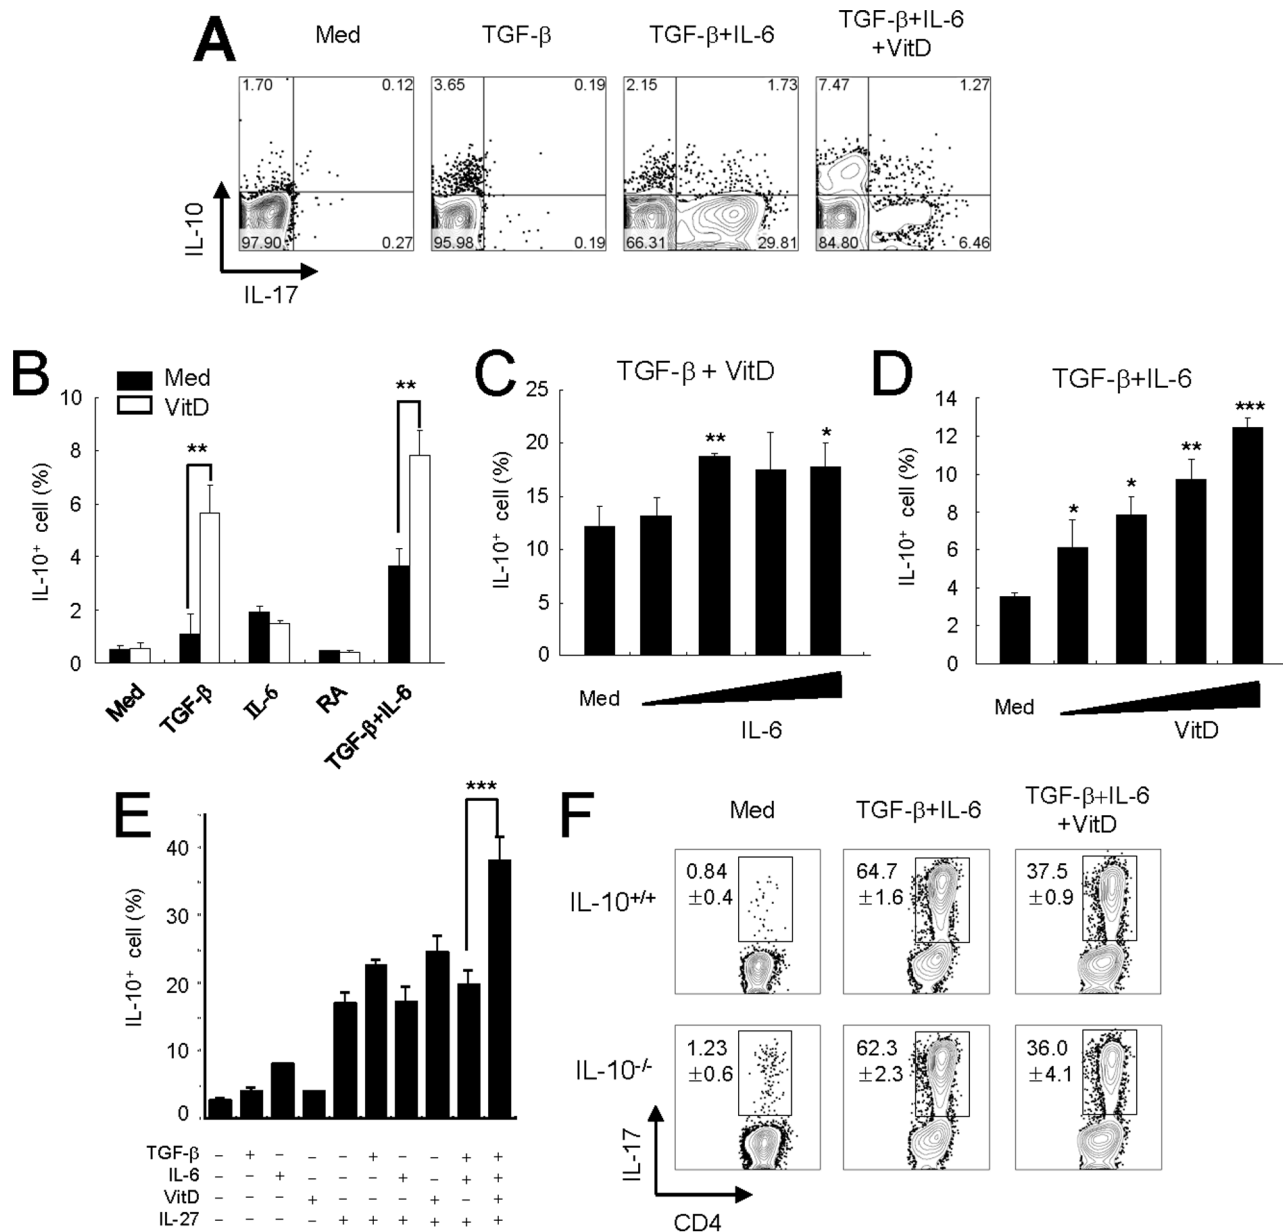 A
Med
TGF-β
TGF-β+IL-6
TGF-β+IL-6
+VitD
1.70
0.12
3.65
0.19
2.15
1.73
7.47
1.27
97.90
0.27
95.98
0.19
66.31
29.81
84.80
6.46
IL-10
IL-17
B
Med
VitD
IL-10+ cell (%)
10
8
6
4
2
0
**
**
Med
TGF-β
IL-6
RA
TGF-β+IL-6
C
TGF-β + VitD
IL-10+ cell (%)
25
20
15
10
5
0
**
*
Med
IL-6
D
TGF-β+IL-6
IL-10+ cell (%)
14
12
10
8
6
4
2
0
*
*
**
***
Med
VitD
E
IL-10+ cell (%)
40
30
20
10
0
***
TGF-β – + – – – + – – + +
IL-6 – – + – – – + – + +
VitD – – – + – – – + – +
IL-27 – – – – + + + + + +
F
Med
TGF-β+IL-6
TGF-β+IL-6
+VitD
IL-10+/+
0.84
±0.4
64.7
±1.6
37.5
±0.9
IL-10-/-
1.23
±0.6
62.3
±2.3
36.0
±4.1
IL-17
CD4